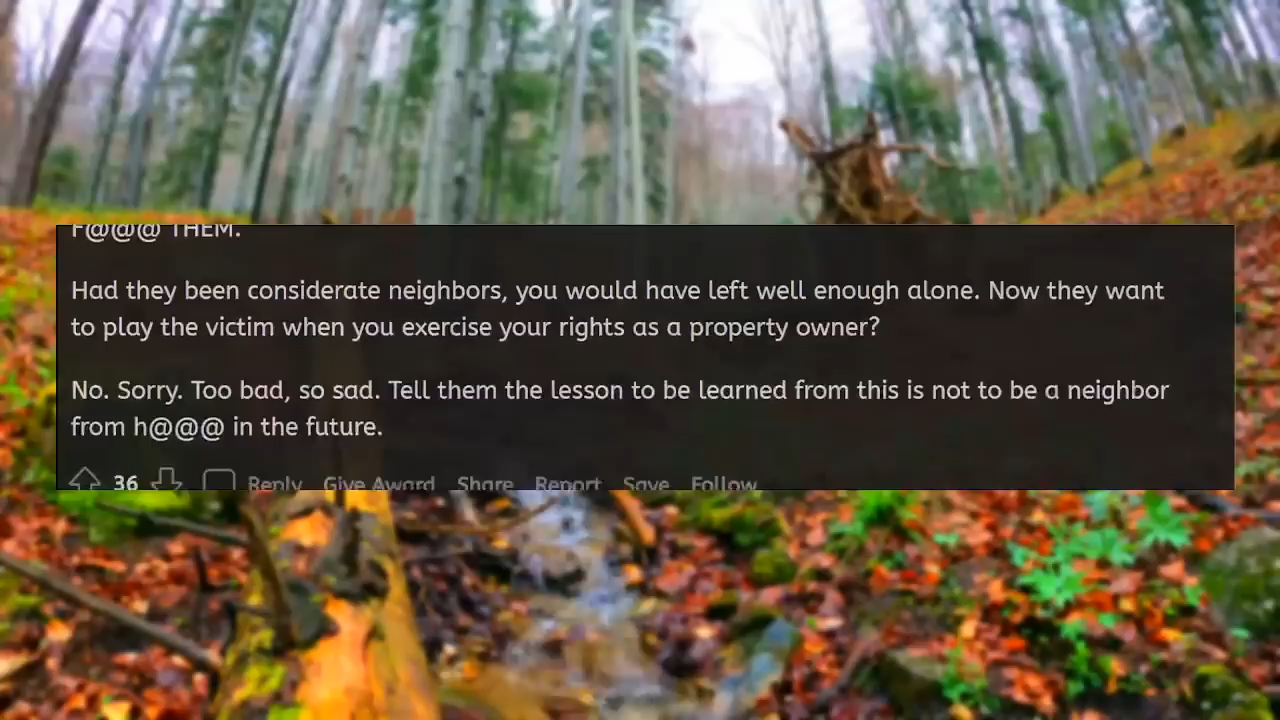 F@@@ THEM.
Had they been considerate neighbors, you would have left well enough alone. Now they want
to play the victim when you exercise your rights as a property owner?
No. Sorry. Too bad, so sad. Tell them the lesson to be learned from this is not to be a neighbor
from h@@@ in the future.
36 Reply Give Award Share Report Save Follow